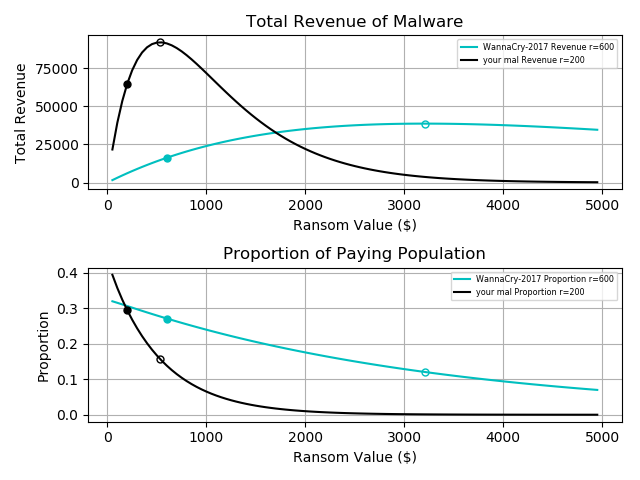 Total Revenue of Malware
Total Revenue
75000
50000
25000
0
WannaCry-2017 Revenue r=600
your mal Revenue r=200
0 1000 2000 3000 4000 5000
Ransom Value ($)
Proportion of Paying Population
Proportion
0.4
0.3
0.2
0.1
0.0
WannaCry-2017 Proportion r=600
your mal Proportion r=200
0 1000 2000 3000 4000 5000
Ransom Value ($)